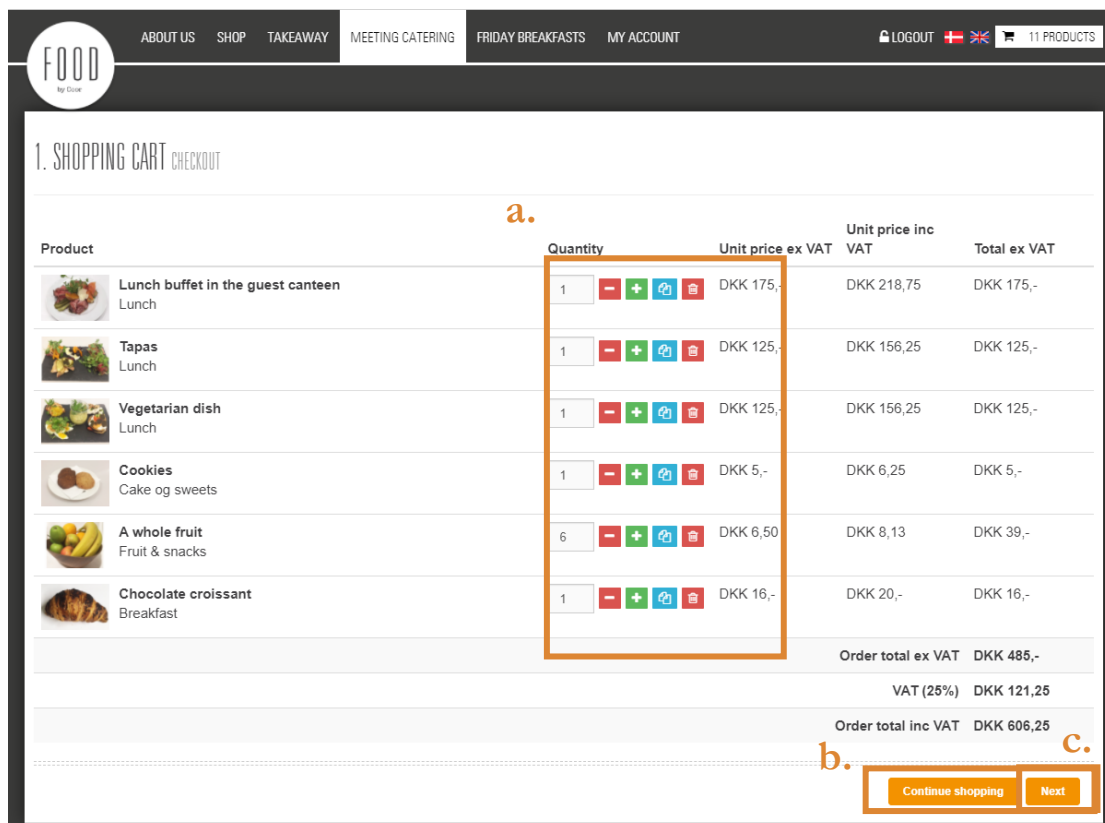 ABOUT US SHOP TAKEAWAY MEETING CATERING FRIDAY BREAKFASTS MY ACCOUNT LOGOUT 11 PRODUCTS
FOOD
by Coor
1. SHOPPING CART CHECKOUT
a.
Product Quantity Unit price ex VAT Unit price inc VAT Total ex VAT
Lunch buffet in the guest canteen
Lunch
1 DKK 175,- DKK 218,75 DKK 175,-
Tapas
Lunch
1 DKK 125,- DKK 156,25 DKK 125,-
Vegetarian dish
Lunch
1 DKK 125,- DKK 156,25 DKK 125,-
Cookies
Cake og sweets
1 DKK 5,- DKK 6,25 DKK 5,-
A whole fruit
Fruit & snacks
6 DKK 6,50 DKK 8,13 DKK 39,-
Chocolate croissant
Breakfast
1 DKK 16,- DKK 20,- DKK 16,-
Order total ex VAT DKK 485,-
VAT (25%) DKK 121,25
Order total inc VAT DKK 606,25
b.
c.
Continue shopping Next